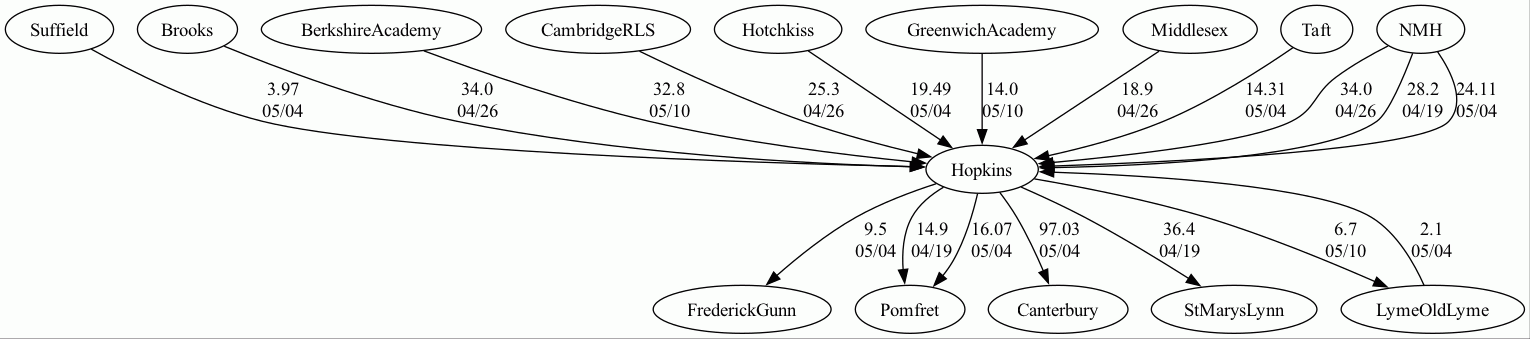 Suffield
Brooks
BerkshireAcademy
CambridgeRLS
Hotchkiss
GreenwichAcademy
Middlesex
Taft
NMH
3.97
05/04
34.0
04/26
32.8
05/10
25.3
04/26
19.49
05/04
14.0
05/10
18.9
04/26
14.31
05/04
34.0
04/26
28.2
04/19
24.11
05/04
Hopkins
9.5
05/04
14.9
04/19
16.07
05/04
97.03
05/04
36.4
04/19
6.7
05/10
2.1
05/04
FrederickGunn
Pomfret
Canterbury
StMarysLynn
LymeOldLyme